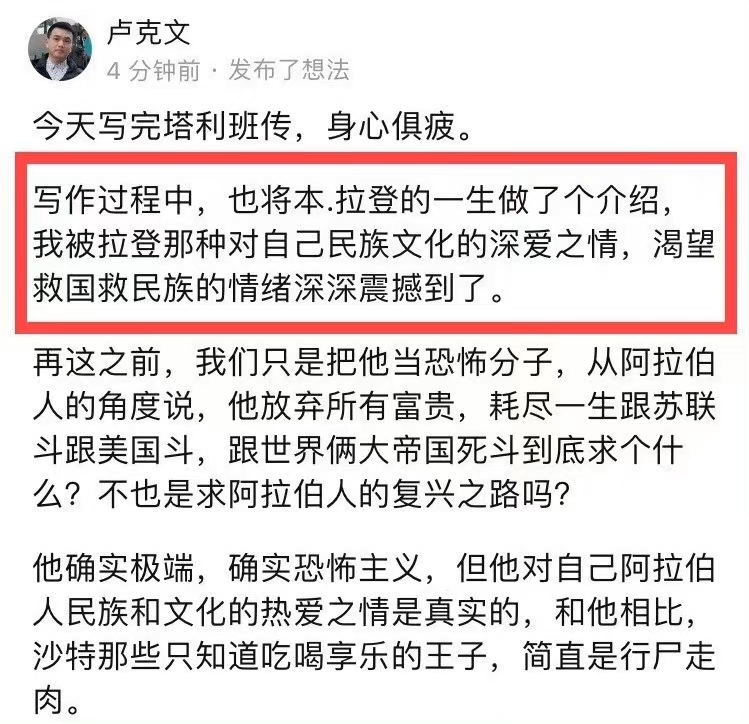 卢克文
4 分钟前 · 发布了想法
今天写完塔利班传，身心俱疲。
写作过程中，也将本.拉登的一生做了个介绍，
我被拉登那种对自己民族文化的深爱之情，渴望
救国救民族的情绪深深震撼到了。
再这之前，我们只是把他当恐怖分子，从阿拉伯
人的角度说，他放弃所有富贵，耗尽一生跟苏联
斗跟美国斗，跟世界俩大帝国死斗到底求个什
么？不也是求阿拉伯人的复兴之路吗？
他确实极端，确实恐怖主义，但他对自己阿拉伯
人民族和文化的热爱之情是真实的，和他相比，
沙特那些只知道吃喝享乐的王子，简直是行尸走
肉。